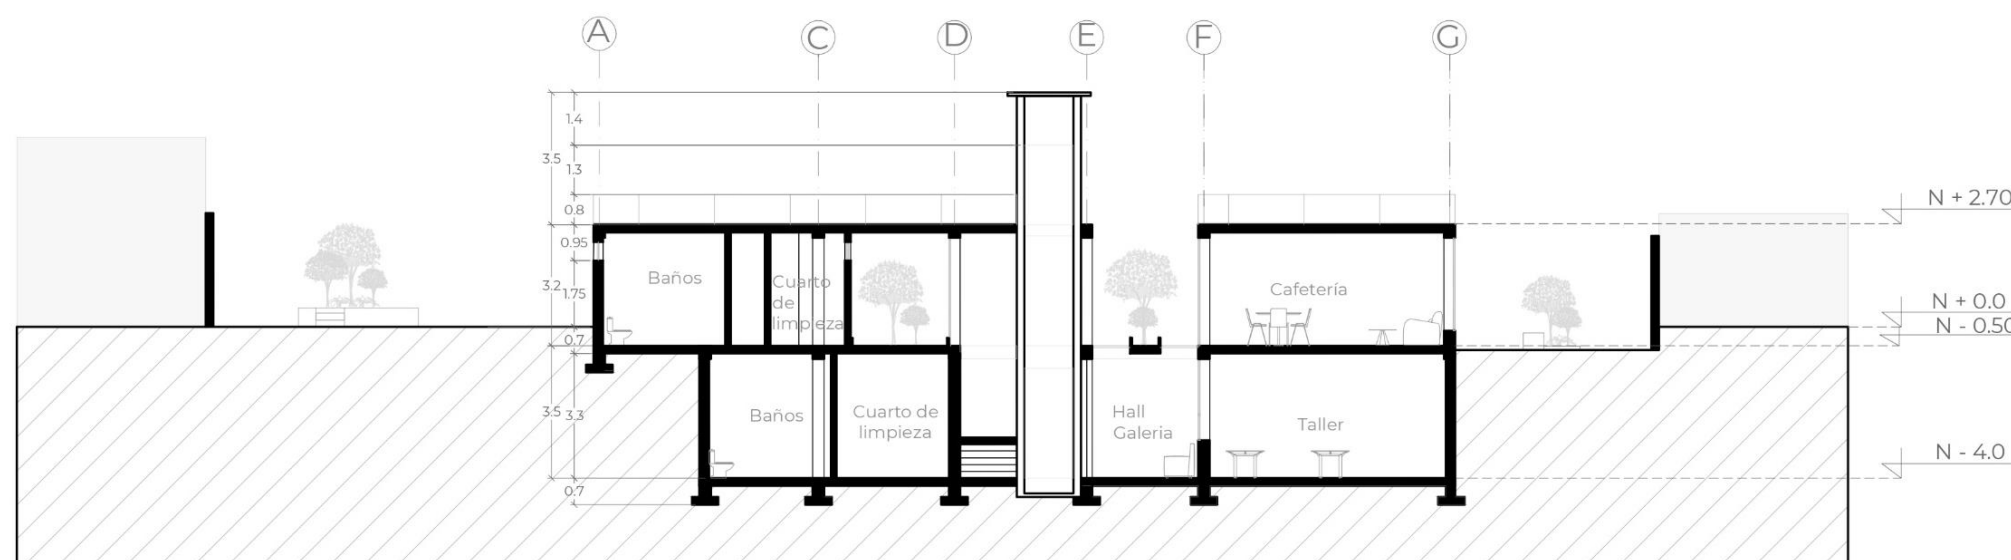 A
C
D
E
F
G
1.4
3.5
1.3
0.8
N + 2.70
0.95
Baños
Cuarto
de
limpieza
3.2
1.75
Cafetería
N + 0.0
N - 0.50
0.7
3.5
3.3
Baños
Cuarto de
limpieza
Hall
Galeria
Taller
N - 4.0
0.7